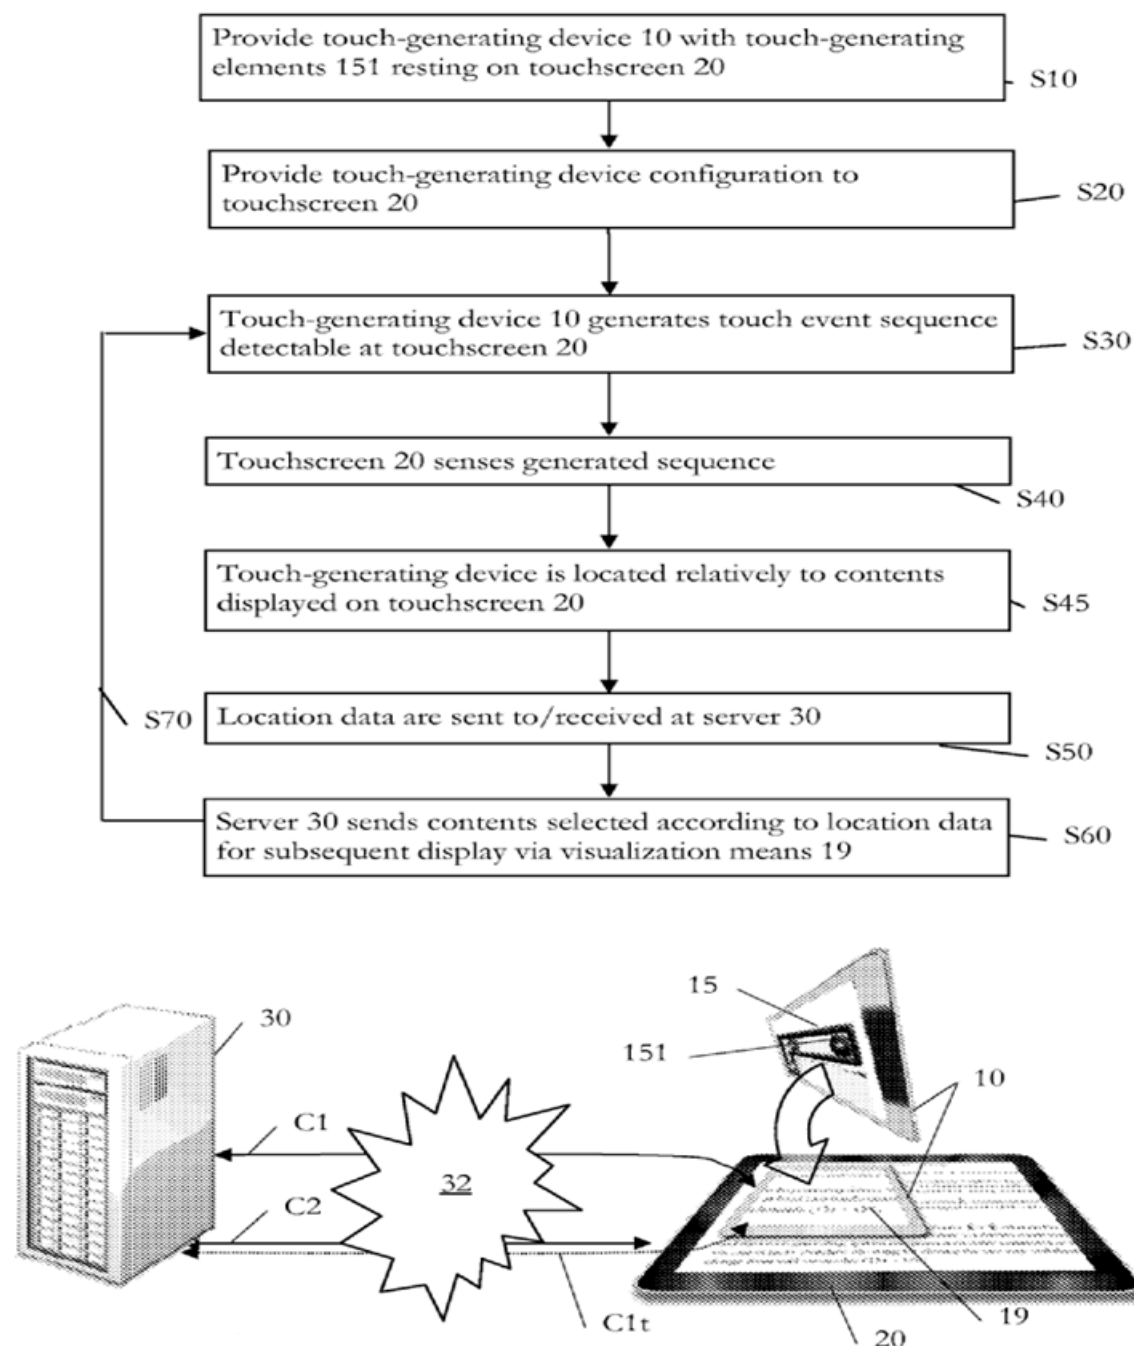 Provide touch-generating device 10 with touch-generating
elements 151 resting on touchscreen 20
S10
Provide touch-generating device configuration to
touchscreen 20
S20
Touch-generating device 10 generates touch event sequence
detectable at touchscreen 20
S30
Touchscreen 20 senses generated sequence
S40
Touch-generating device is located relatively to contents
displayed on touchscreen 20
S45
S70
Location data are sent to/received at server 30
S50
Server 30 sends contents selected according to location data
for subsequent display via visualization means 19
S60
30
15
151
10
C1
32
C2
C1t
19
20